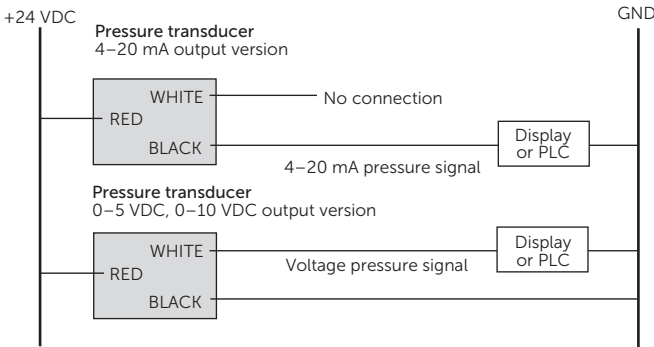 +24 VDC
GND
Pressure transducer
4–20 mA output version
WHITE
No connection
RED
BLACK
Display
or PLC
4–20 mA pressure signal
Pressure transducer
0–5 VDC, 0–10 VDC output version
WHITE
Display
or PLC
Voltage pressure signal
RED
BLACK